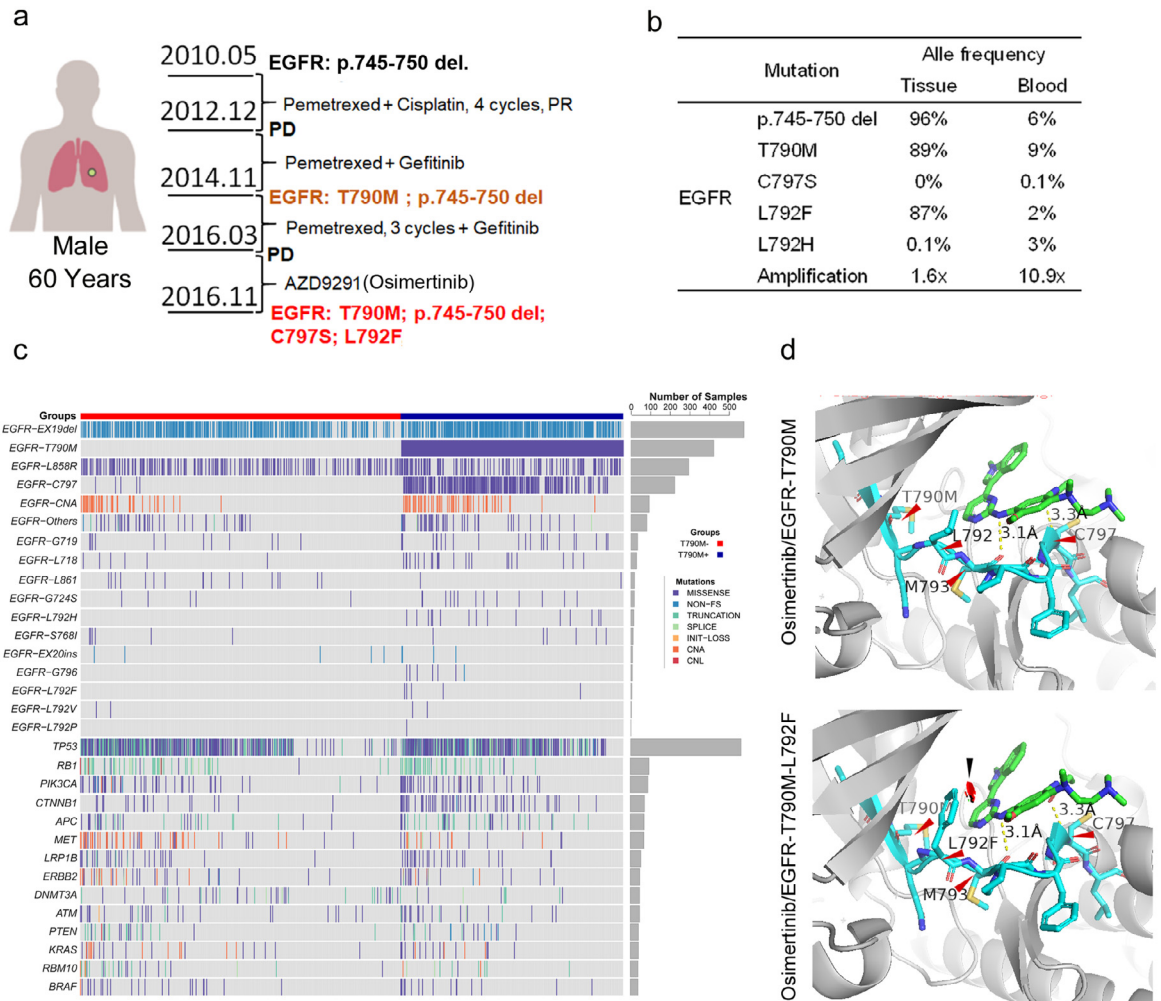 a
2010.05
EGFR: p.745-750 del.
2012.12
Pemetrexed + Cisplatin, 4 cycles, PR
PD
2014.11
Pemetrexed + Gefitinib
EGFR: T790M ; p.745-750 del
2016.03
Pemetrexed, 3 cycles + Gefitinib
PD
2016.11
AZD9291(Osimertinib)
EGFR: T790M; p.745-750 del;
C797S; L792F
Male
60 Years
b
Mutation
Alle frequency
Tissue
Blood
EGFR
p.745-750 del 96% 6%
T790M 89% 9%
C797S 0% 0.1%
L792F 87% 2%
L792H 0.1% 3%
Amplification 1.6x 10.9x
c
Number of Samples
0 100 200 300 400 500
Groups
EGFR-EX19del
EGFR-T790M
EGFR-L858R
EGFR-C797
EGFR-CNA
EGFR-Others
EGFR-G719
EGFR-L718
EGFR-L861
EGFR-G724S
EGFR-L792H
EGFR-S768I
EGFR-EX20ins
EGFR-G796
EGFR-L792F
EGFR-L792V
EGFR-L792P
TP53
RB1
PIK3CA
CTNNB1
APC
MET
LRP1B
ERBB2
DNMT3A
ATM
PTEN
KRAS
RBM10
BRAF
Groups
T790M-
T790M+
Mutations
MISSENSE
NON-FS
TRUNCATION
SPLICE
INIT-LOSS
CNA
CNL
d
Osimertinib/EGFR-T790M
T790M
L792
3.1Å
3.3Å
C797
M793
Osimertinib/EGFR-T790M-L792F
T790M
L792F
3.1Å
3.3Å
C797
M793